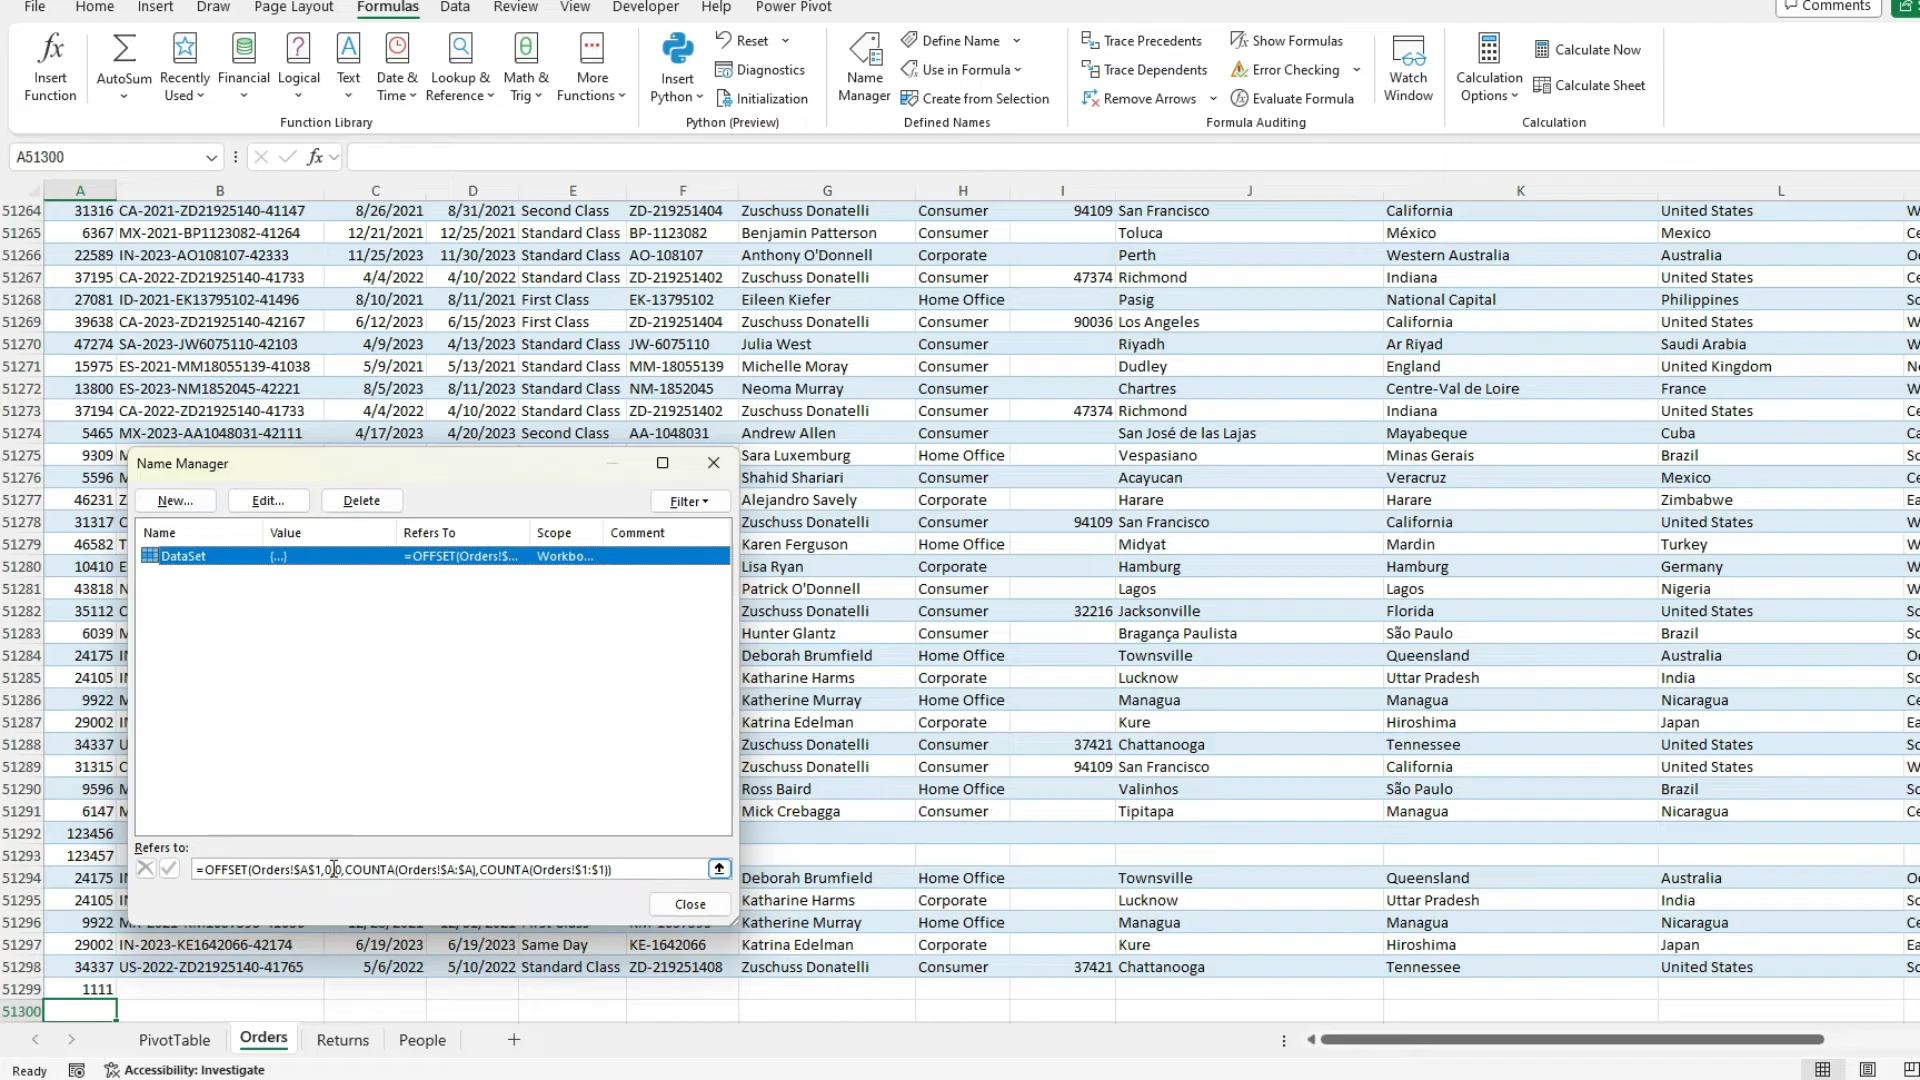 File Home Insert Draw Page Layout Formulas Data Review View Developer Help Power Pivot Comments
Insert Function
AutoSum
Recently Used
Financial
Logical
Text
Date & Time
Lookup & Reference
Math & Trig
More Functions
Function Library
Insert Python
Reset
Diagnostics
Initialization
Python (Preview)
Name Manager
Define Name
Use in Formula
Create from Selection
Defined Names
Trace Precedents
Trace Dependents
Remove Arrows
Show Formulas
Error Checking
Evaluate Formula
Formula Auditing
Watch Window
Calculation Options
Calculate Now
Calculate Sheet
Calculation
A51300 fx
A B C D E F G H I J K L
51264 31316 CA-2021-ZD21925140-41147 8/26/2021 8/31/2021 Second Class ZD-219251404 Zuschuss Donatelli Consumer 94109 San Francisco California United States W
51265 6367 MX-2021-BP1123082-41264 12/21/2021 12/25/2021 Standard Class BP-1123082 Benjamin Patterson Consumer Toluca México Mexico Ce
51266 22589 IN-2023-AO108107-42333 11/25/2023 11/30/2023 Standard Class AO-108107 Anthony O'Donnell Corporate Perth Western Australia Australia Oc
51267 37195 CA-2022-ZD21925140-41733 4/4/2022 4/10/2022 Standard Class ZD-219251402 Zuschuss Donatelli Consumer 47374 Richmond Indiana United States Ce
51268 27081 ID-2021-EK13795102-41496 8/10/2021 8/11/2021 First Class EK-13795102 Eileen Kiefer Home Office Pasig National Capital Philippines So
51269 39638 CA-2023-ZD21925140-42167 6/12/2023 6/15/2023 First Class ZD-219251404 Zuschuss Donatelli Consumer 90036 Los Angeles California United States W
51270 47274 SA-2023-JW6075110-42103 4/9/2023 4/13/2023 Standard Class JW-6075110 Julia West Consumer Riyadh Ar Riyad Saudi Arabia W
51271 15975 ES-2021-MM18055139-41038 5/9/2021 5/13/2021 Standard Class MM-18055139 Michelle Moray Consumer Dudley England United Kingdom No
51272 13800 ES-2023-NM1852045-42221 8/5/2023 8/11/2023 Standard Class NM-1852045 Neoma Murray Consumer Chartres Centre-Val de Loire France W
51273 37194 CA-2022-ZD21925140-41733 4/4/2022 4/10/2022 Standard Class ZD-219251402 Zuschuss Donatelli Consumer 47374 Richmond Indiana United States Ce
51274 5465 MX-2023-AA1048031-42111 4/17/2023 4/20/2023 Second Class AA-1048031 Andrew Allen Consumer San José de las Lajas Mayabeque Cuba Ca
51275 9309 M Sara Luxemburg Home Office Vespasiano Minas Gerais Brazil So
51276 5596 M Shahid Shariari Consumer Acayucan Veracruz Mexico Ce
51277 46231 Z Alejandro Savely Corporate Harare Harare Zimbabwe Ea
51278 31317 C Zuschuss Donatelli Consumer 94109 San Francisco California United States W
51279 46582 T Karen Ferguson Home Office Midyat Mardin Turkey W
51280 10410 E Lisa Ryan Corporate Hamburg Hamburg Germany W
51281 43818 N Patrick O'Donnell Consumer Lagos Lagos Nigeria W
51282 35112 C Zuschuss Donatelli Consumer 32216 Jacksonville Florida United States So
51283 6039 M Hunter Glantz Consumer Bragança Paulista São Paulo Brazil So
51284 24175 IN Deborah Brumfield Home Office Townsville Queensland Australia Oc
51285 24105 IN Katharine Harms Corporate Lucknow Uttar Pradesh India So
51286 9922 M Katherine Murray Home Office Managua Managua Nicaragua Ce
51287 29002 IN Katrina Edelman Corporate Kure Hiroshima Japan Ea
51288 34337 U Zuschuss Donatelli Consumer 37421 Chattanooga Tennessee United States So
51289 31315 C Zuschuss Donatelli Consumer 94109 San Francisco California United States W
51290 9596 M Ross Baird Home Office Valinhos São Paulo Brazil So
51291 6147 M Mick Crebagga Consumer Tipitapa Managua Nicaragua Ce
51292 123456
51293 123457
51294 24175 IN Deborah Brumfield Home Office Townsville Queensland Australia Oc
51295 24105 IN Lucknow Uttar Pradesh India So
51296 9922 Katherine Murray Home Office Managua Managua Nicaragua Ce
51297 29002 IN-2023-KE1642066-42174 6/19/2023 6/19/2023 Same Day KE-1642066 Katrina Edelman Corporate Kure Hiroshima Japan Ea
51298 34337 US-2022-ZD21925140-41765 5/6/2022 5/10/2022 Standard Class ZD-219251408 Zuschuss Donatelli Consumer 37421 Chattanooga Tennessee United States So
51299 1111
51300
Name Manager
New... Edit... Delete Filter
Name Value Refers To Scope Comment
DataSet {...} =OFFSET(Orders!$... Workbo...
Refers to:
=OFFSET(Orders!$A$1,0,0,COUNTA(Orders!$A:$A),COUNTA(Orders!$1:$1))
Close
PivotTable Orders Returns People
Ready Accessibility: Investigate